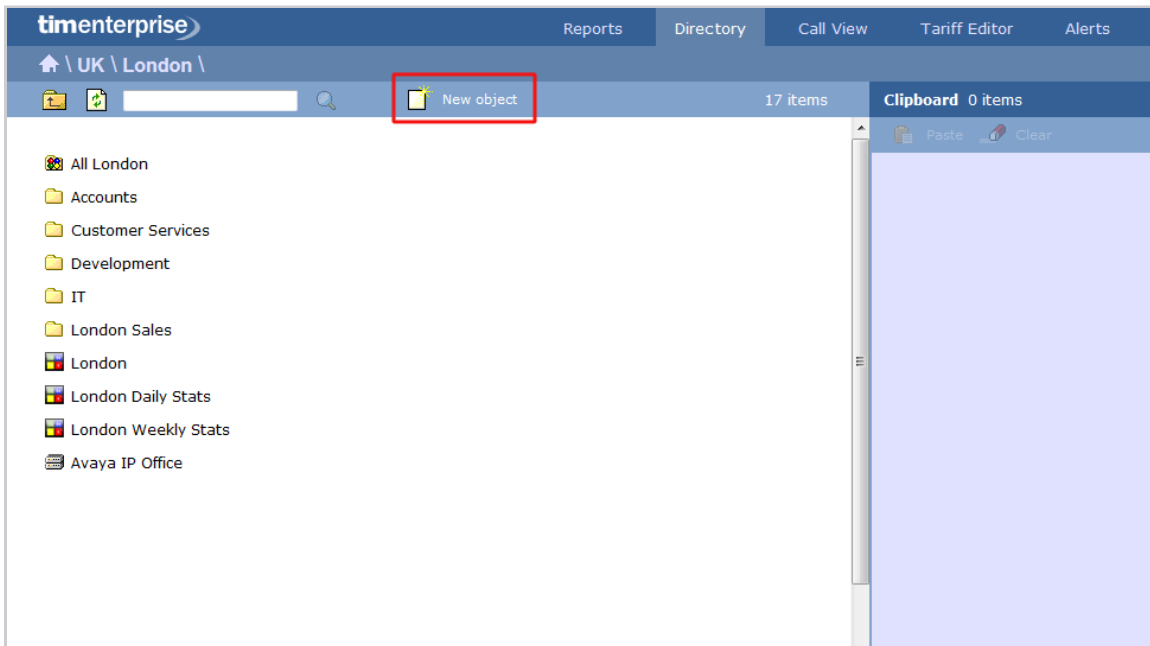 timenterprise
Reports Directory Call View Tariff Editor Alerts
\ UK \ London \
New object 17 items Clipboard 0 items
Paste Clear
All London
Accounts
Customer Services
Development
IT
London Sales
London
London Daily Stats
London Weekly Stats
Avaya IP Office